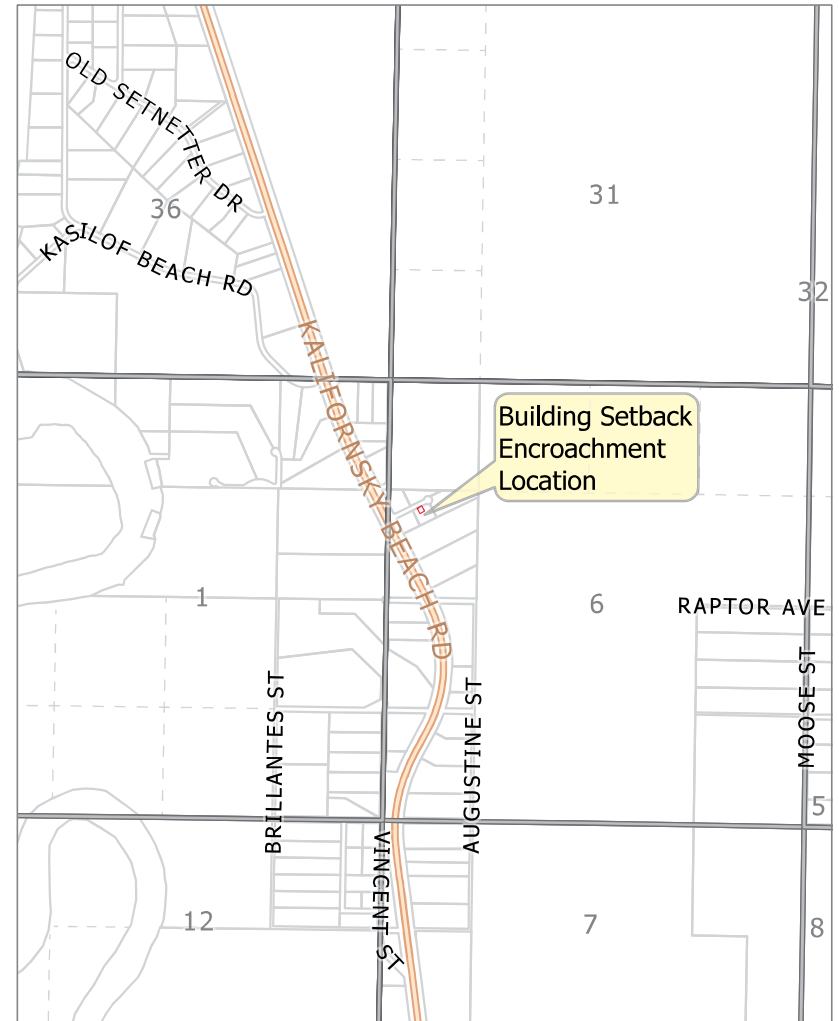 OLD SETNETTER DR
31
36
KASILOF BEACH RD
32
KALIFORNSKY BEACH RD
Building Setback
Encroachment
Location
1
6
RAPTOR AVE
MOOSE ST
BRILLANTES ST
AUGUSTINE ST
5
VINCENT ST
12
7
8